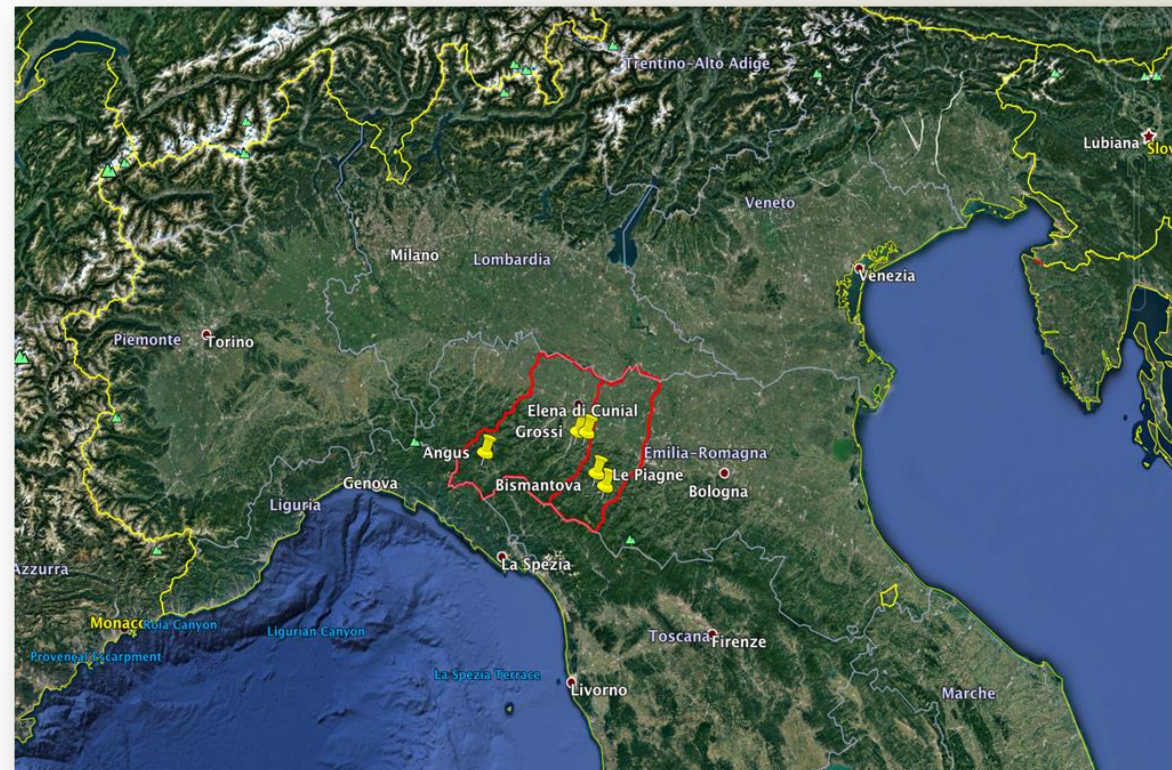 Trentino-Alto Adige
Lubiana
Slov
Veneto
Milano
Lombardia
Venezia
Piemonte
Torino
Elena di Cunial
Grossi
Angus
Emilia-Romagna
Bismantova
Le Piagne
Bologna
Genova
Liguria
La Spezia
Azzurra
Monaco
Roia Canyon
Ligurian Canyon
Toscana
Firenze
Provençal Escarpment
La Spezia Terrace
Livorno
Marche